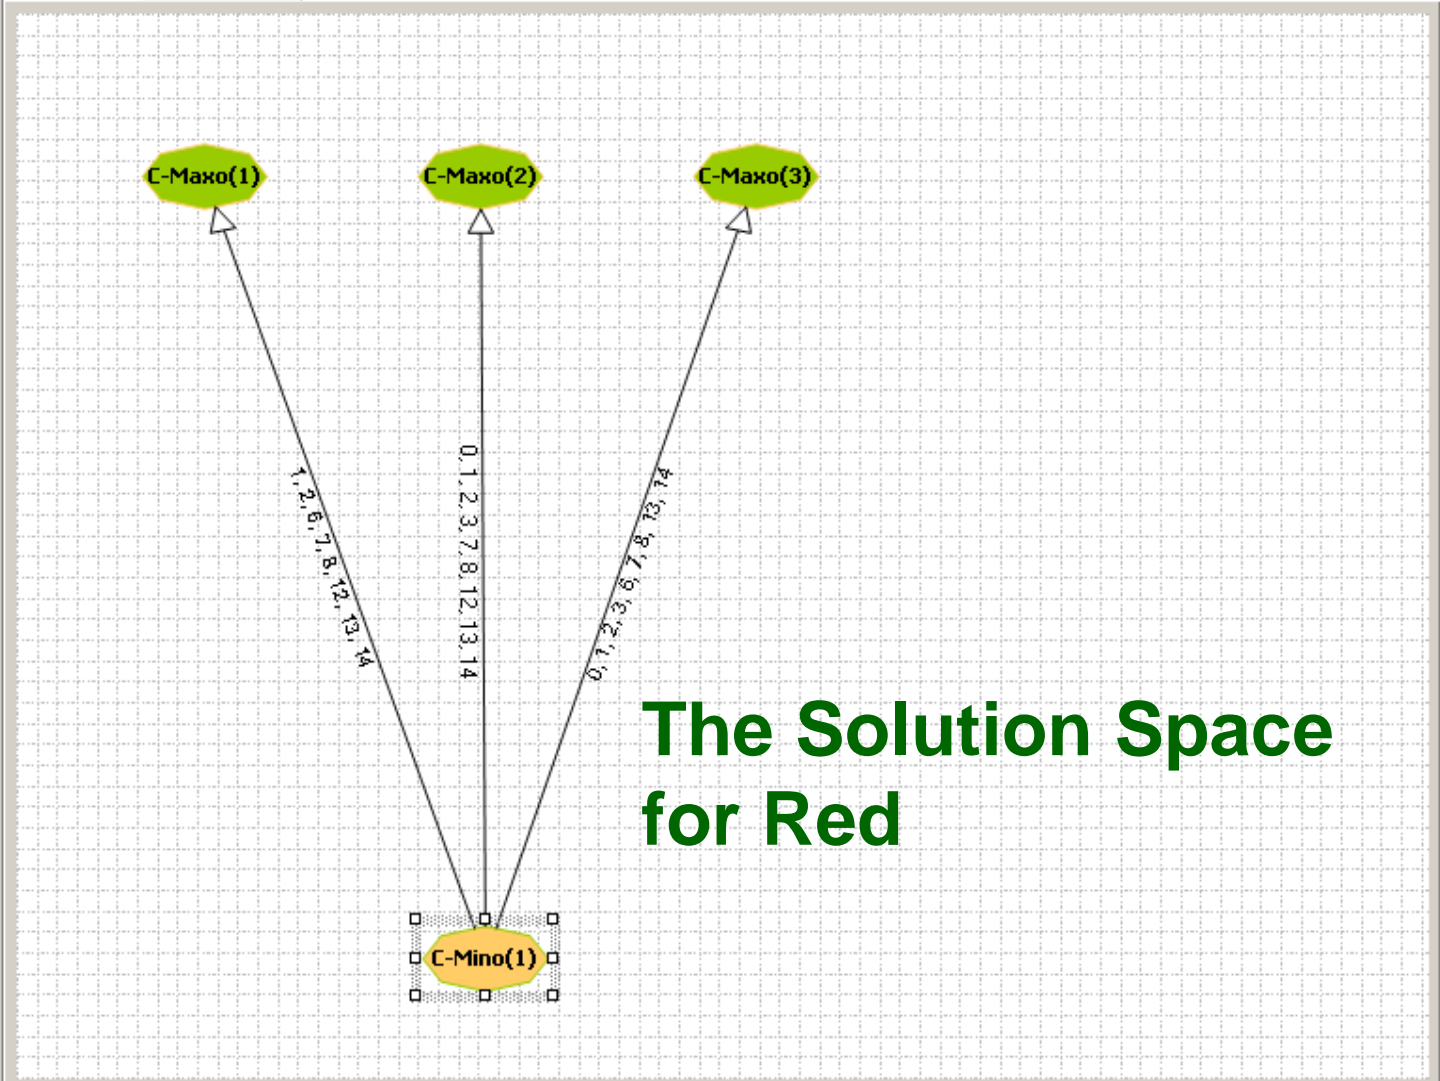 C-Maxo(1)
C-Maxo(2)
C-Maxo(3)
1, 2, 6, 7, 8, 12, 13, 14
0, 1, 2, 3, 7, 8, 12, 13, 14
0, 1, 2, 3, 6, 7, 8, 13, 14
The Solution Space
for Red
C-Mino(1)